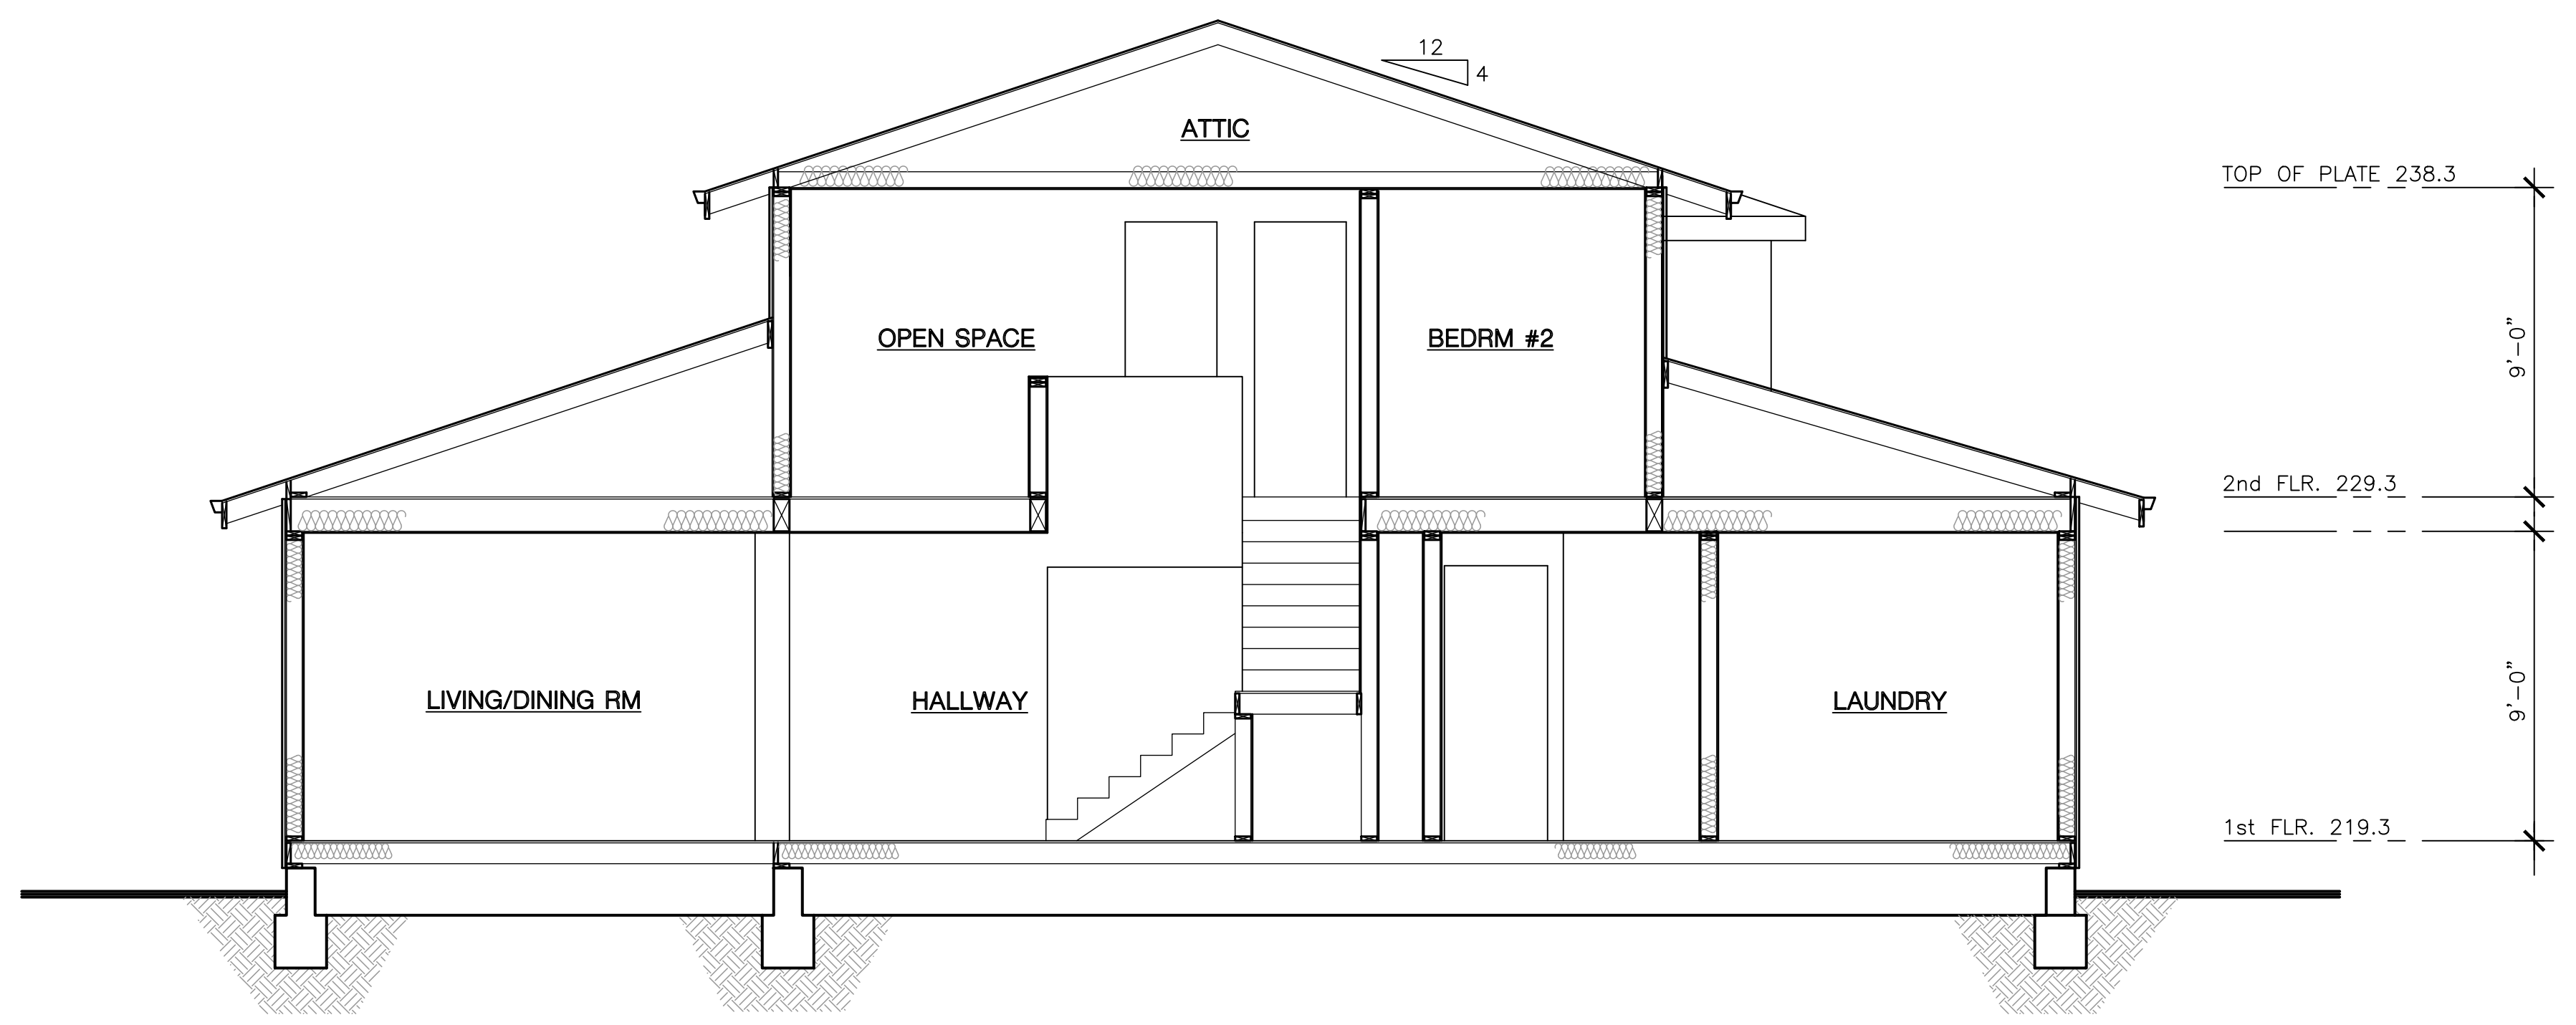 12
4
ATTIC
TOP OF PLATE 238.3
OPEN SPACE
BEDRM #2
9'-0"
2nd FLR. 229.3
LIVING/DINING RM
HALLWAY
LAUNDRY
9'-0"
1st FLR. 219.3